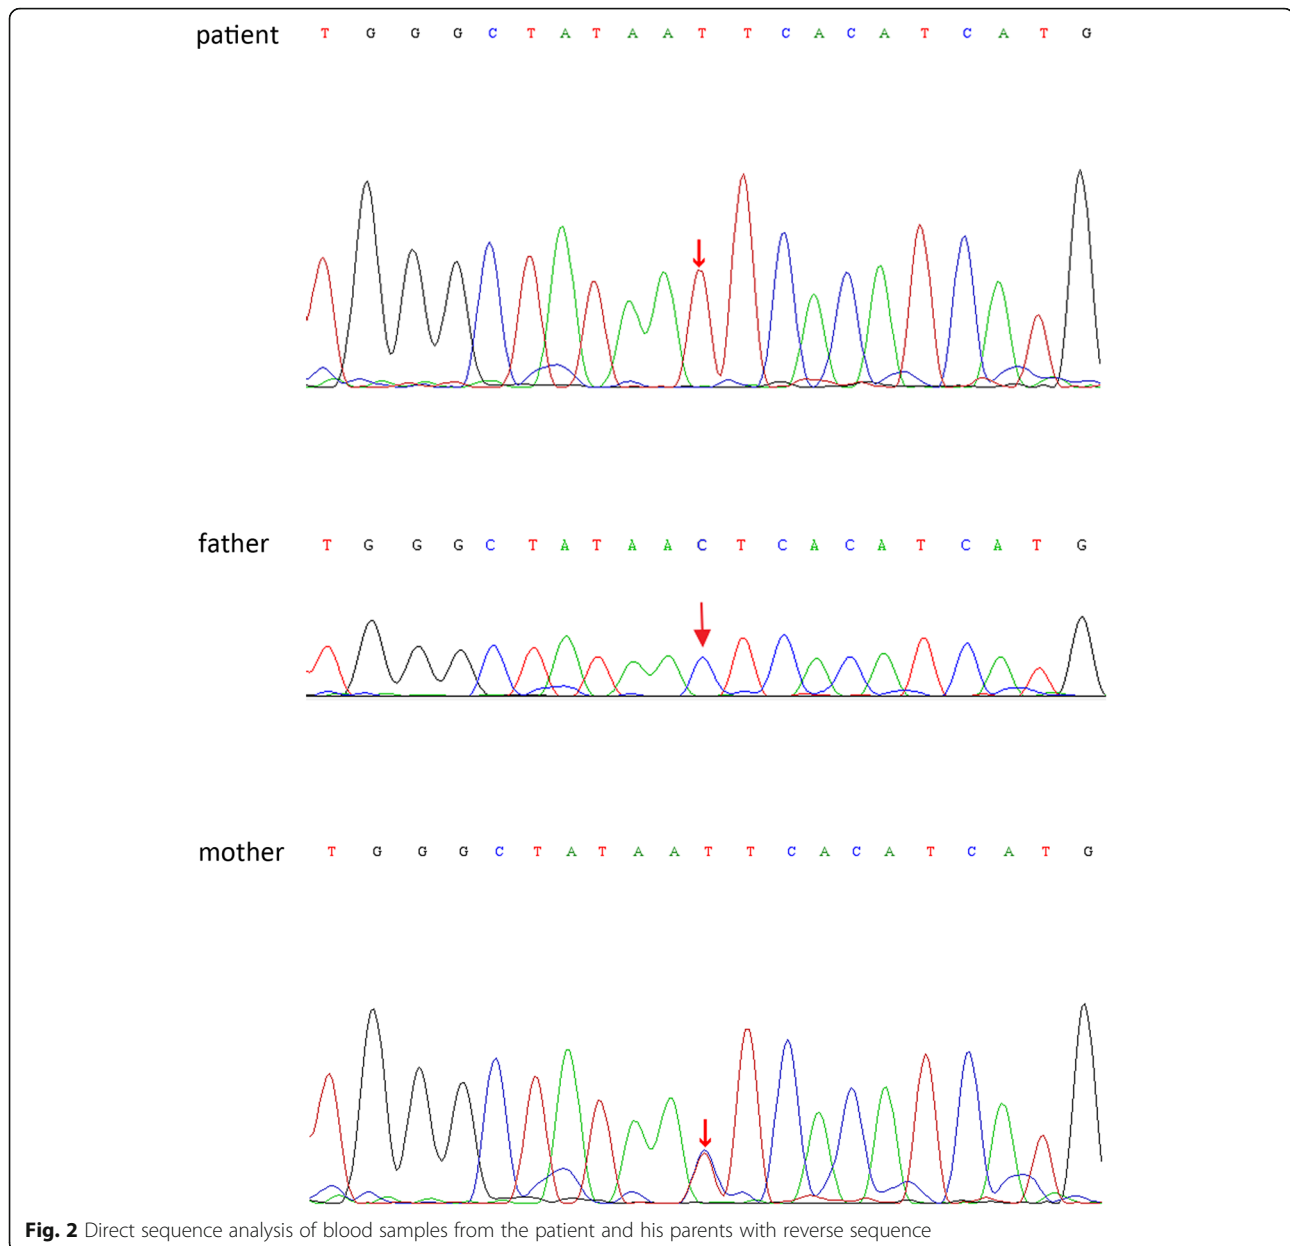 patient T G G G C T A T A A T T C A C A T C A T G
father T G G G C T A T A A C T C A C A T C A T G
mother T G G G C T A T A A T T C A C A T C A T G
Fig. 2 Direct sequence analysis of blood samples from the patient and his parents with reverse sequence